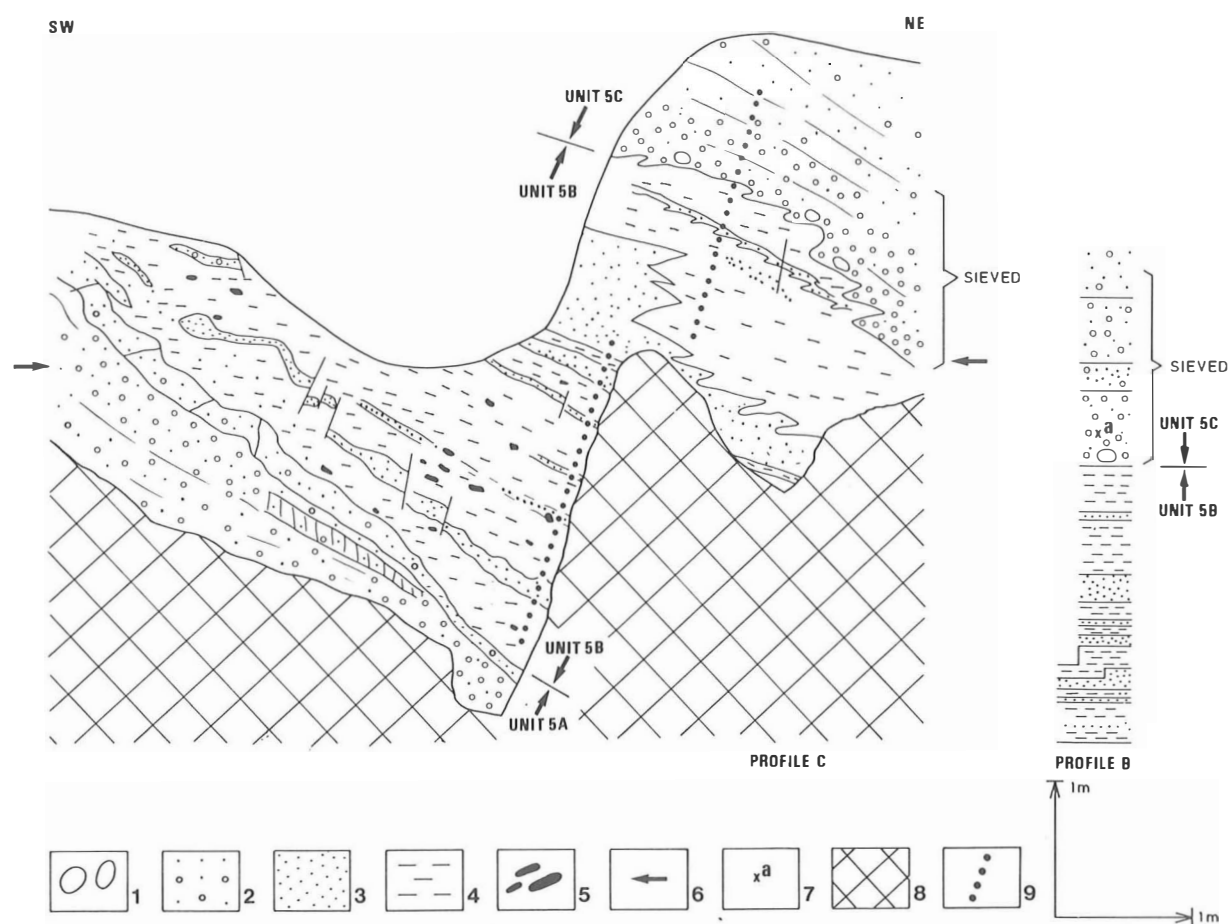 SW
NE
UNIT 5C
UNIT 5B
SIEVED
SIEVED
a
x
UNIT 5C
UNIT 5B
UNIT 5B
UNIT 5A
PROFILE C
PROFILE B
1m
1
2
3
4
5
6
xa
7
8
9
1m